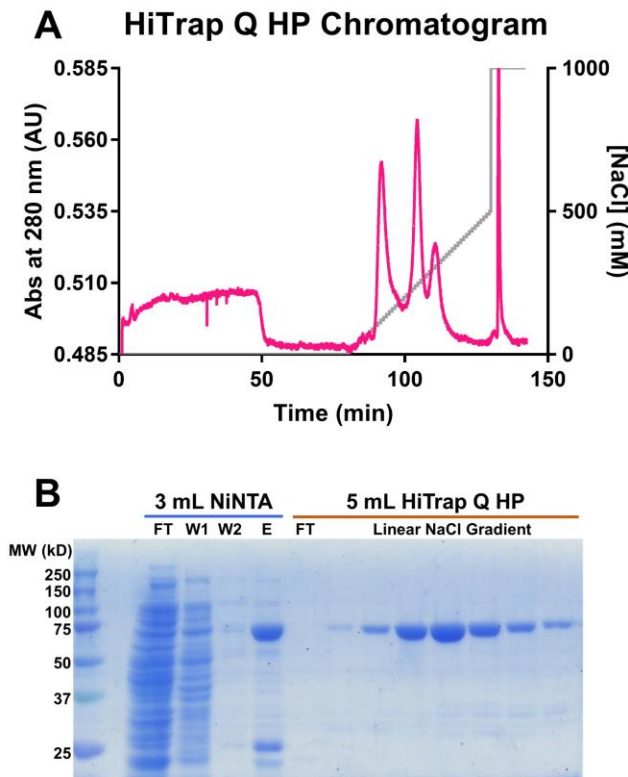 A HiTrap Q HP Chromatogram
0.585
0.560
0.535
0.510
0.485
Abs at 280 nm (AU)
1000
500
0
[NaCl] (mM)
0 50 100 150
Time (min)
B
3 mL NiNTA 5 mL HiTrap Q HP
FT W1 W2 E FT Linear NaCl Gradient
MW (kD)
250
150
100
75
50
37
25